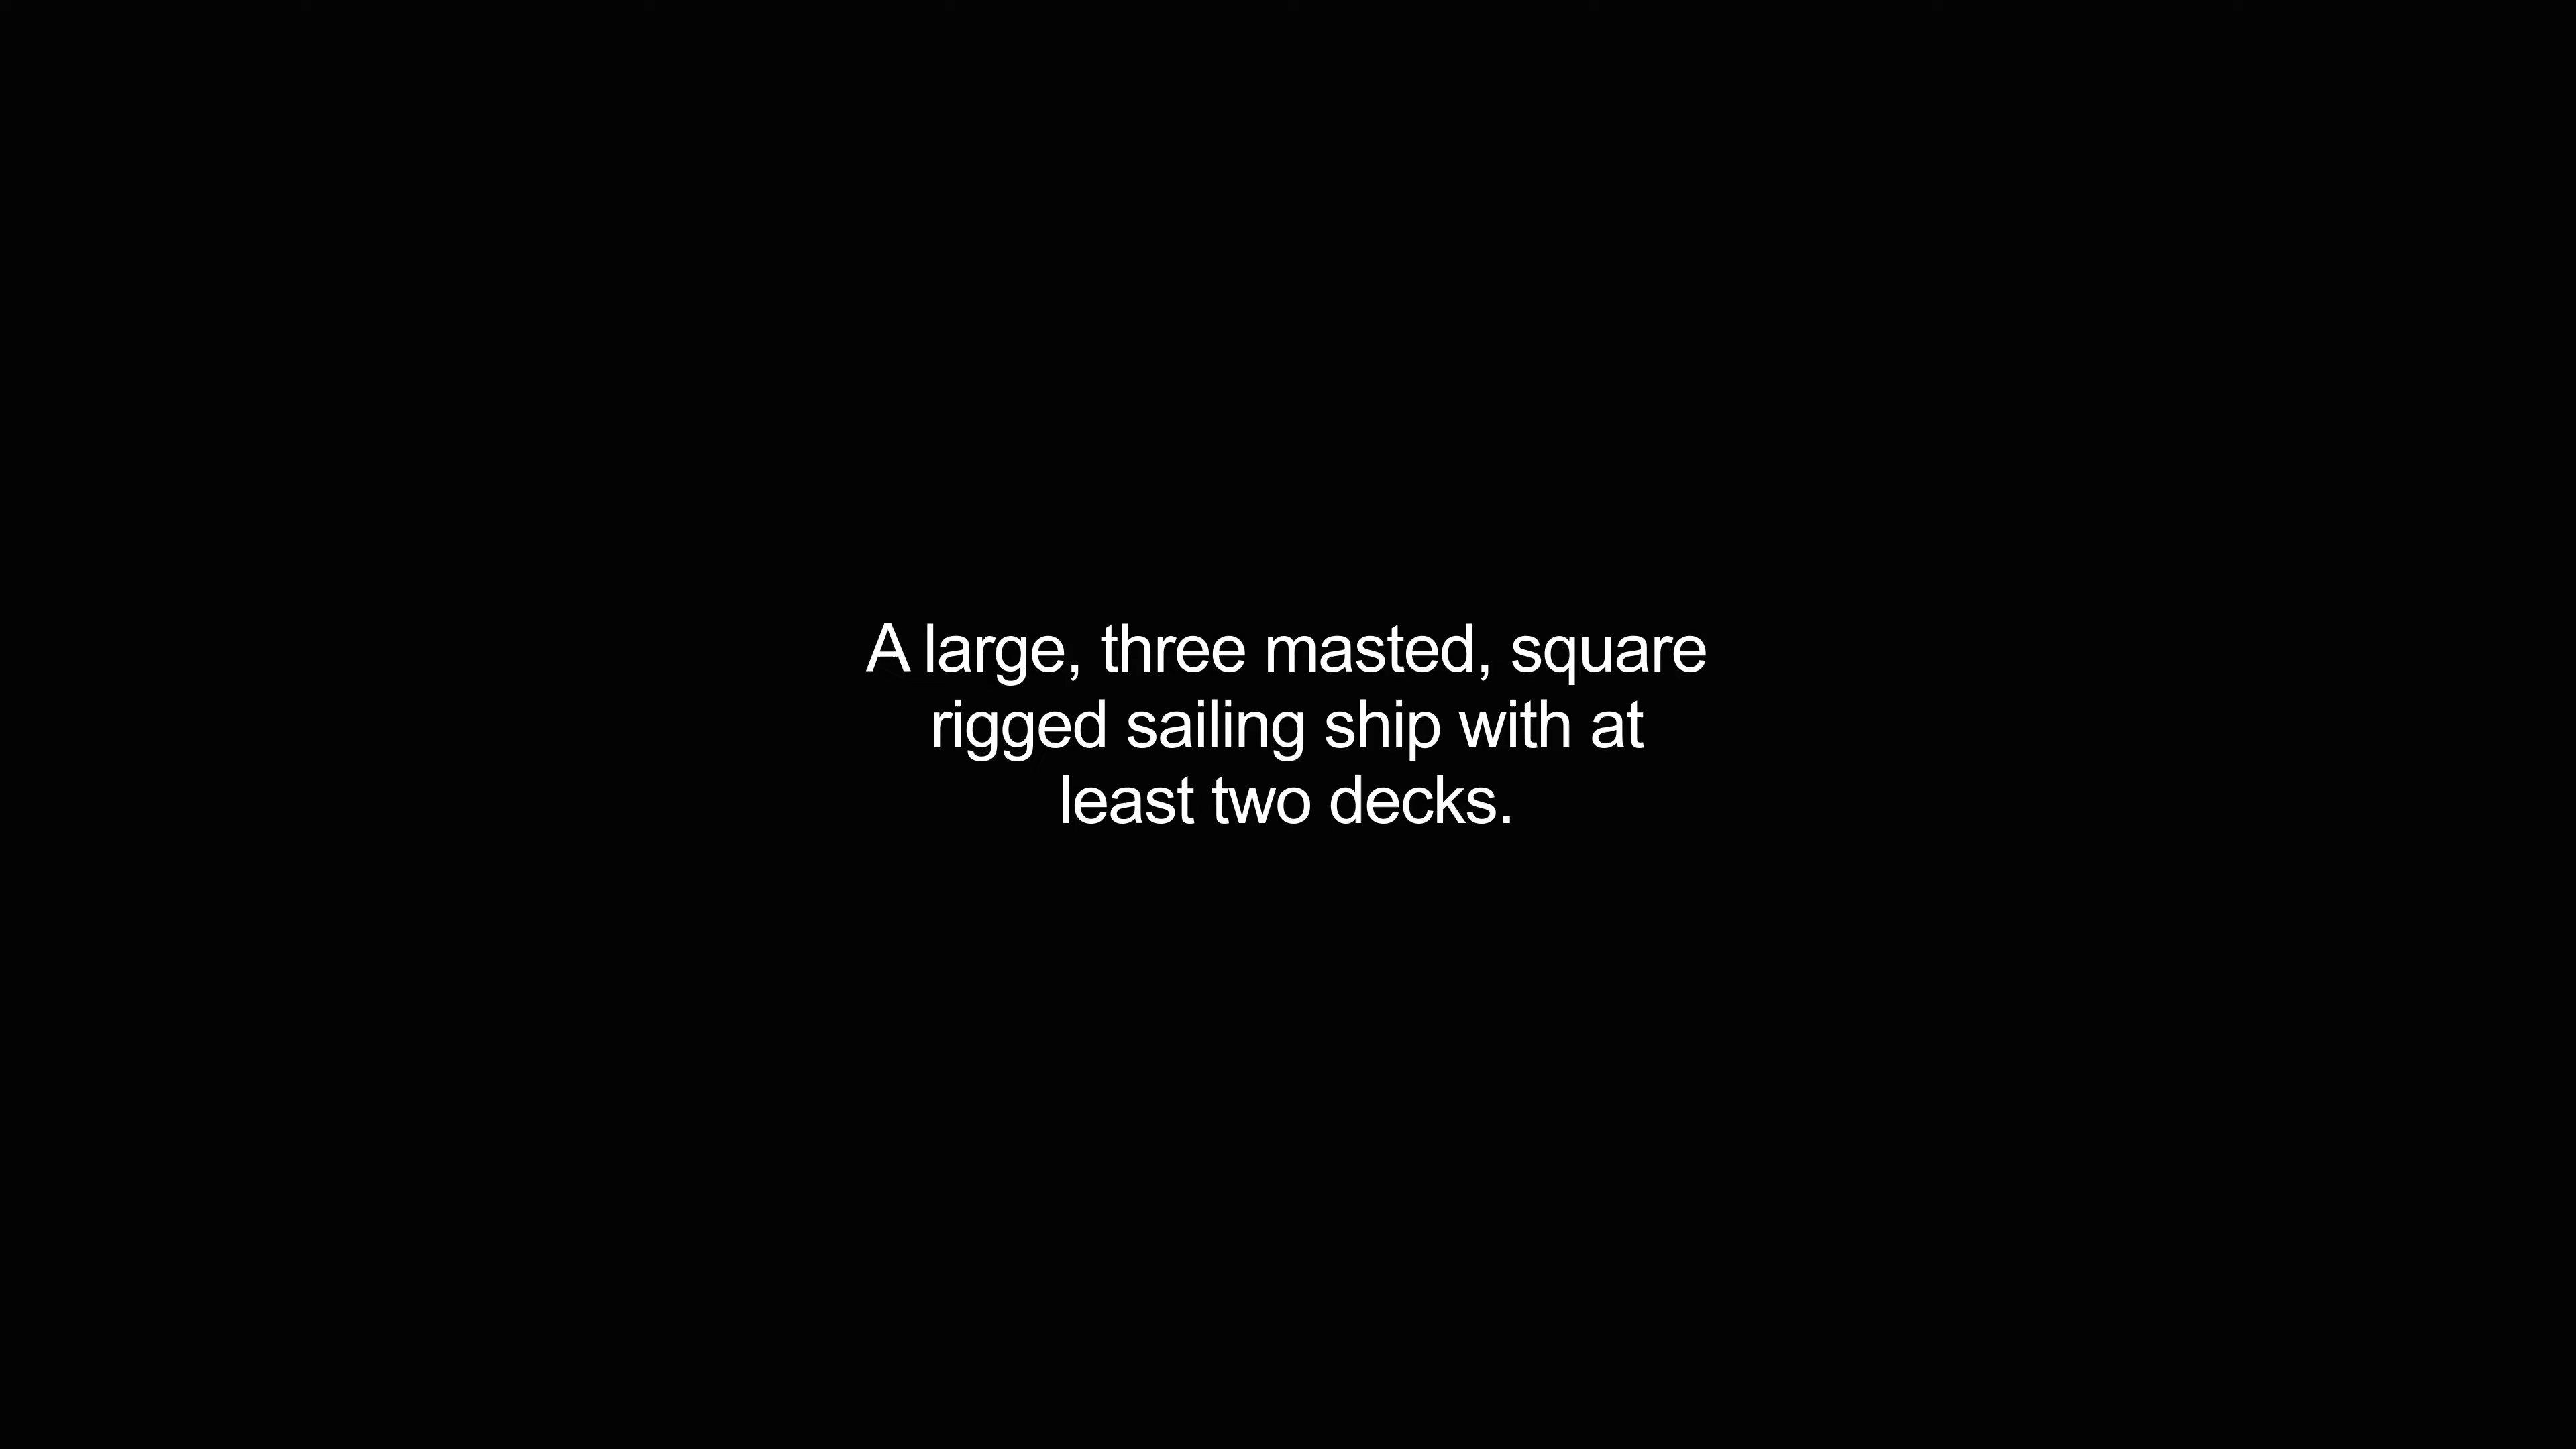 A large, three masted, square
rigged sailing ship with at
least two decks.